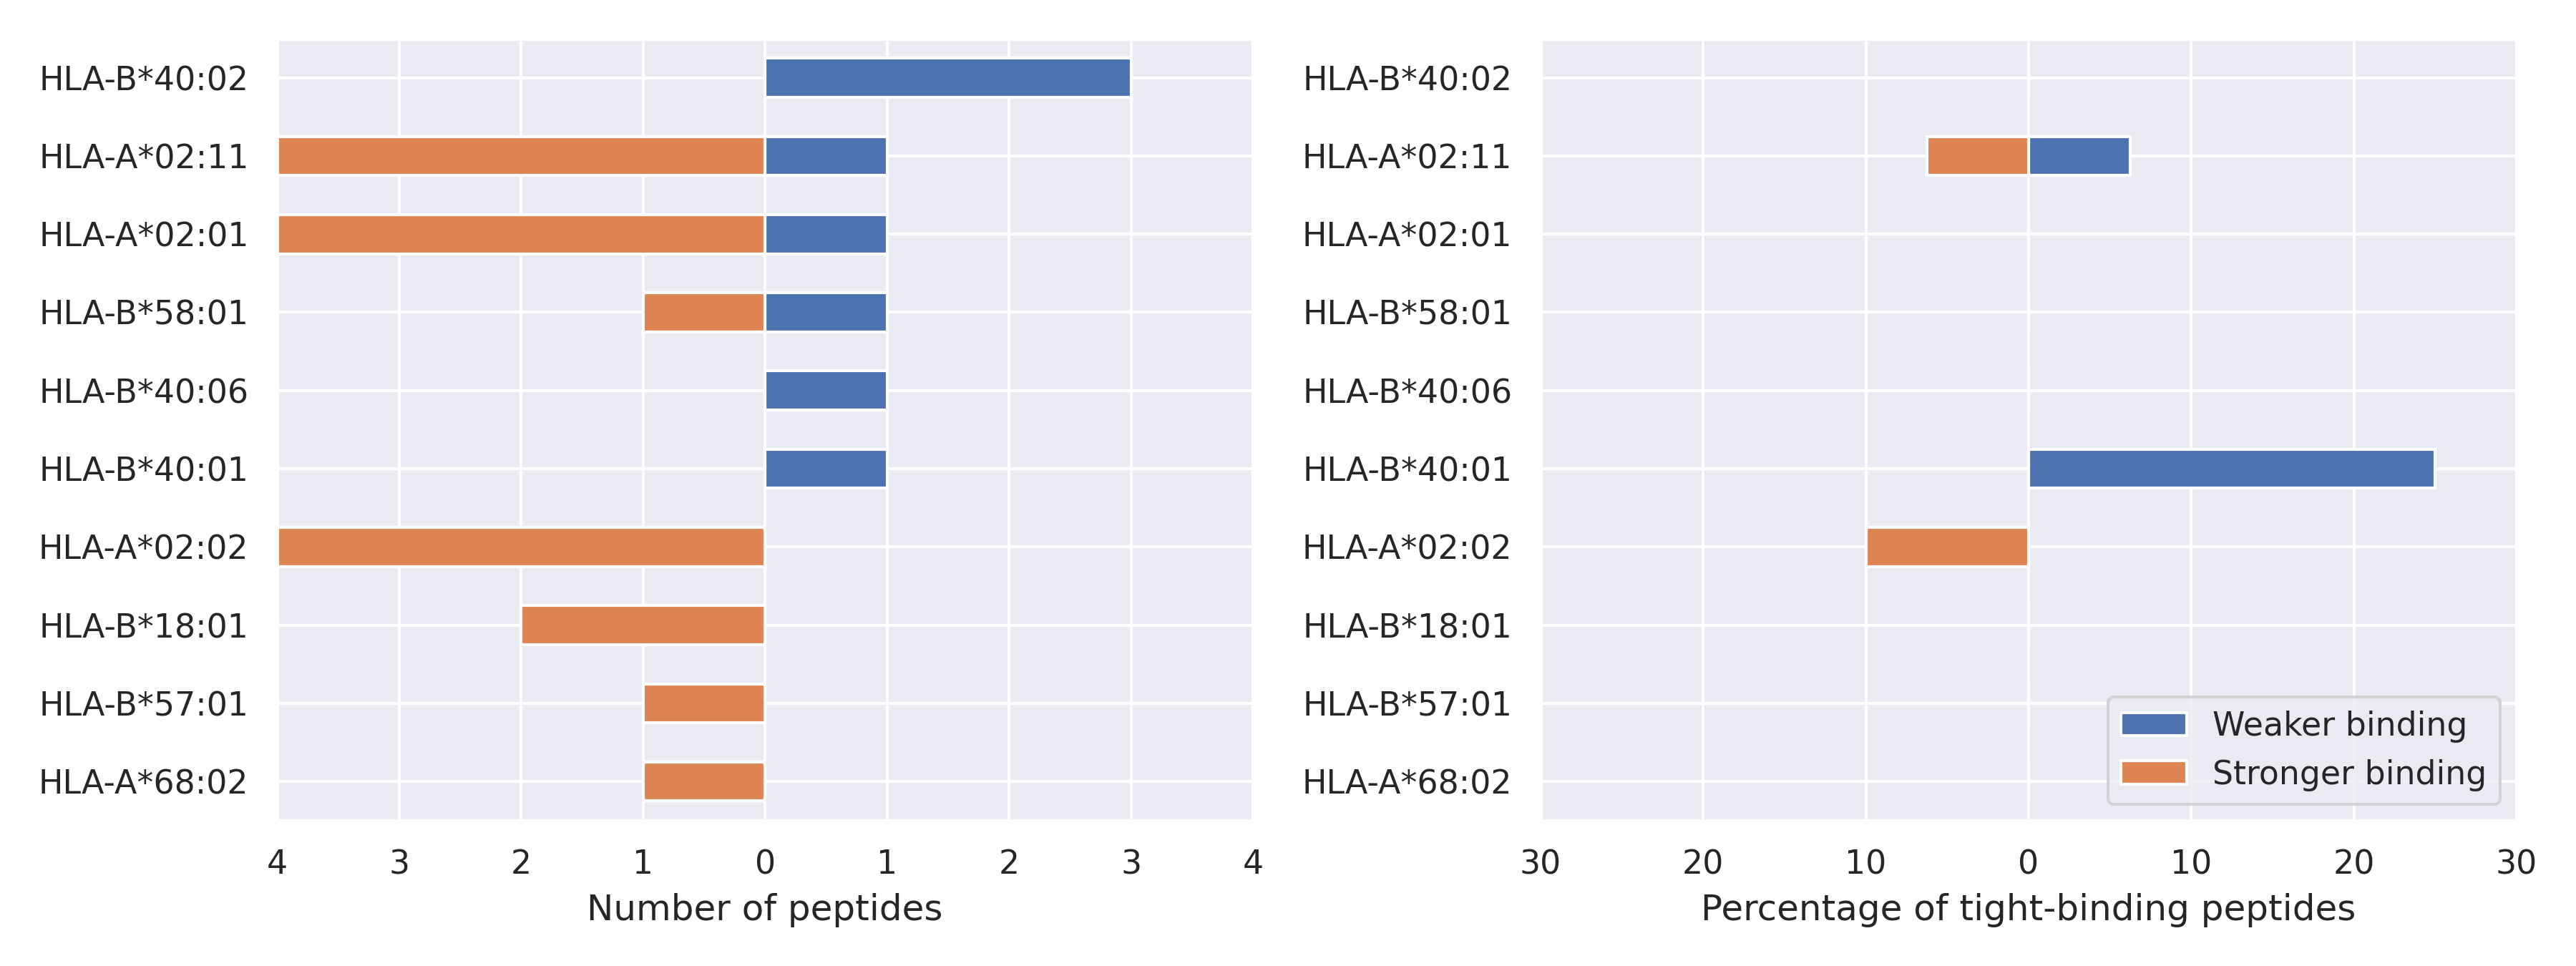 HLA-B*40:02
HLA-A*02:11
HLA-A*02:01
HLA-B*58:01
HLA-B*40:06
HLA-B*40:01
HLA-A*02:02
HLA-B*18:01
HLA-B*57:01
HLA-A*68:02
4 3 2 1 0 1 2 3 4
Number of peptides
HLA-B*40:02
HLA-A*02:11
HLA-A*02:01
HLA-B*58:01
HLA-B*40:06
HLA-B*40:01
HLA-A*02:02
HLA-B*18:01
HLA-B*57:01
HLA-A*68:02
Weaker binding
Stronger binding
30 20 10 0 10 20 30
Percentage of tight-binding peptides